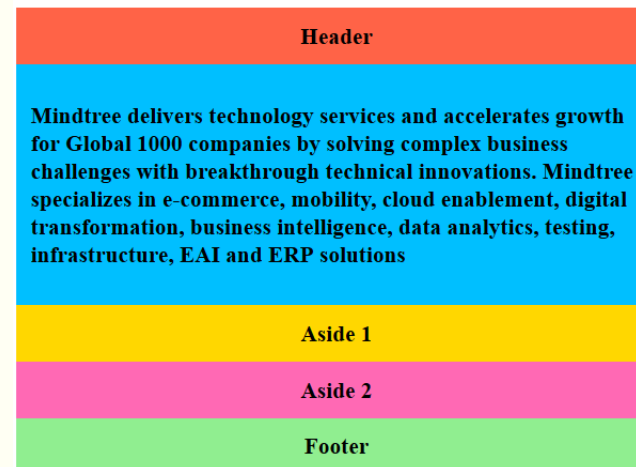 Header
Mindtree delivers technology services and accelerates growth
for Global 1000 companies by solving complex business
challenges with breakthrough technical innovations. Mindtree
specializes in e-commerce, mobility, cloud enablement, digital
transformation, business intelligence, data analytics, testing,
infrastructure, EAI and ERP solutions
Aside 1
Aside 2
Footer